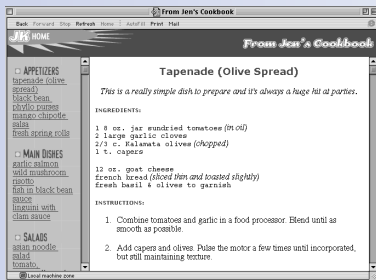 From Jen's Cookbook
Back Forward Stop Refresh Home AutoFill Print Mail
JK HOME
From Jen's Cookbook
APPETIZERS
tapenade (olive
spread)
black bean
phyllo purses
mango chipotle
salsa
fresh spring rolls
MAIN DISHES
garlic salmon
wild mushroom
risotto
fish in black bean
sauce
linguini with
clam sauce
SALADS
asian noodle
salad
tomato,
Tapenade (Olive Spread)
This is a really simple dish to prepare and it's always a huge hit at parties.
INGREDIENTS:
1 8 oz. jar sundried tomatoes (in oil)
2 large garlic cloves
2/3 c. Kalamata olives (chopped)
1 t. capers
12 oz. goat cheese
french bread (sliced thin and toasted slightly)
fresh basil & olives to garnish
INSTRUCTIONS:
1. Combine tomatoes and garlic in a food processor. Blend until as
smooth as possible.
2. Add capers and olives. Pulse the motor a few times until incorporated,
but still maintaining texture.
Local machine zone